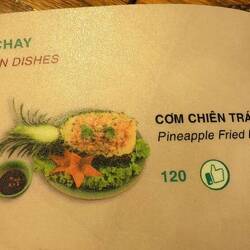 CHAY
N DISHES
CƠM CHIÊN TRÁ
Pineapple Fried
120